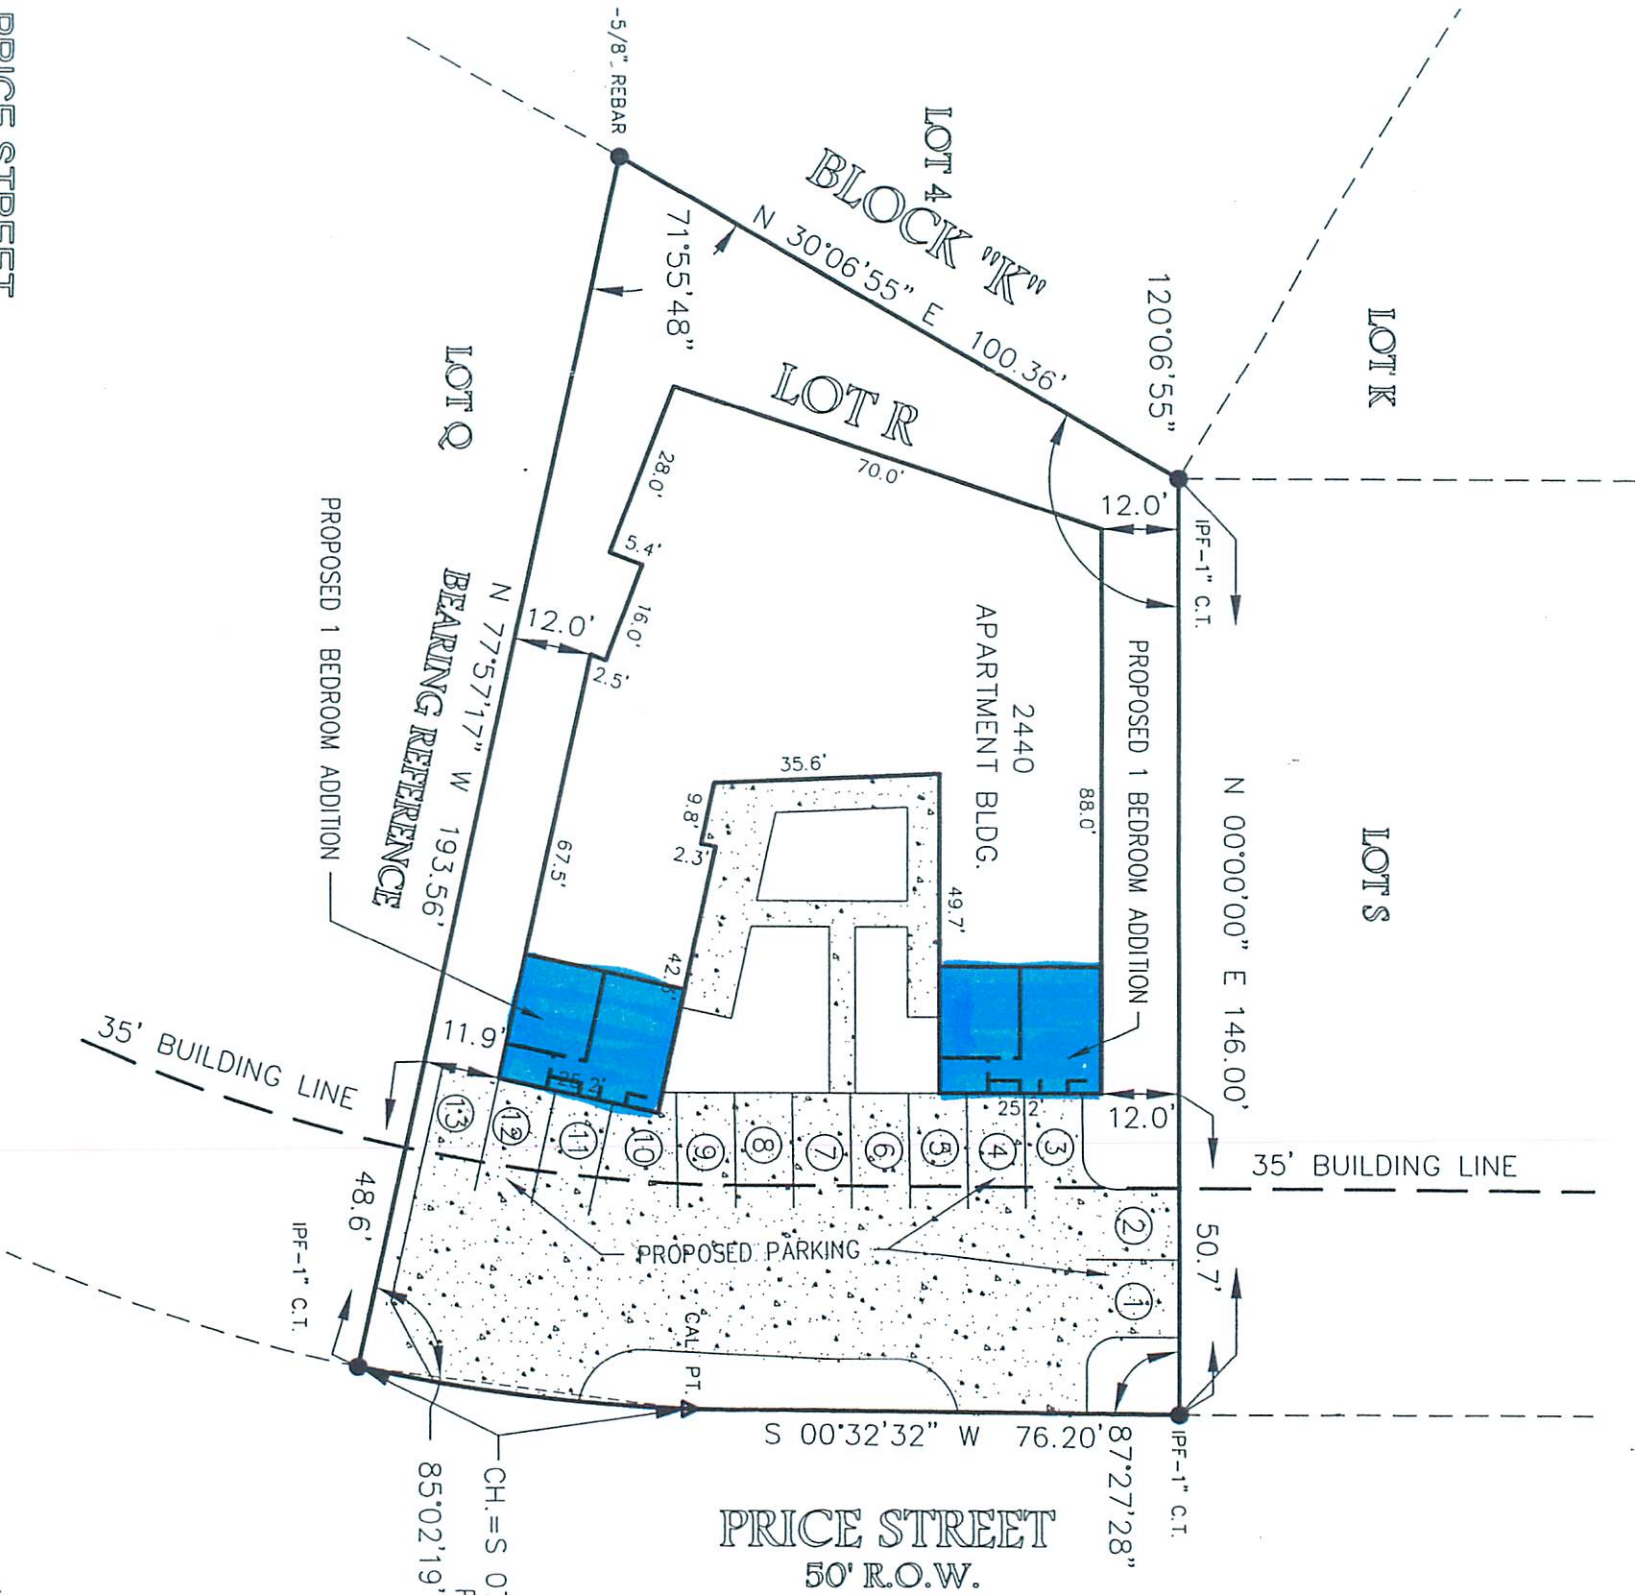 PRICE STREET
-5/8" REBAR
LOT 4
BLOCK "K"
LOT K
120°06'55"
N 30°06'55" E 100.36'
71°55'48"
LOT R
LOT Q
70.0'
28.0'
5.4'
16.0'
2.5'
12.0'
12.0'
IPF-1" C.T.
PROPOSED 1 BEDROOM ADDITION
N 77°57'17" W 193.56'
BEARING REFERENCE
2440
APARTMENT BLDG.
PROPOSED 1 BEDROOM ADDITION
88.0'
N 00°00'00" E 146.00'
LOT S
35.6'
9.8'
2.3'
67.5'
49.7'
11.9'
25.2'
25.2'
12.0'
35' BUILDING LINE
35' BUILDING LINE
13
12
11
10
9
8
7
6
5
4
3
2
1
48.6'
50.7'
PROPOSED PARKING
IPF-1" C.T.
CAL PT.
S 00°32'32" W 76.20'
87°27'28"
IPF-1" C.T.
85°02'19"
CH.=S 0
PRICE STREET
50' R.O.W.